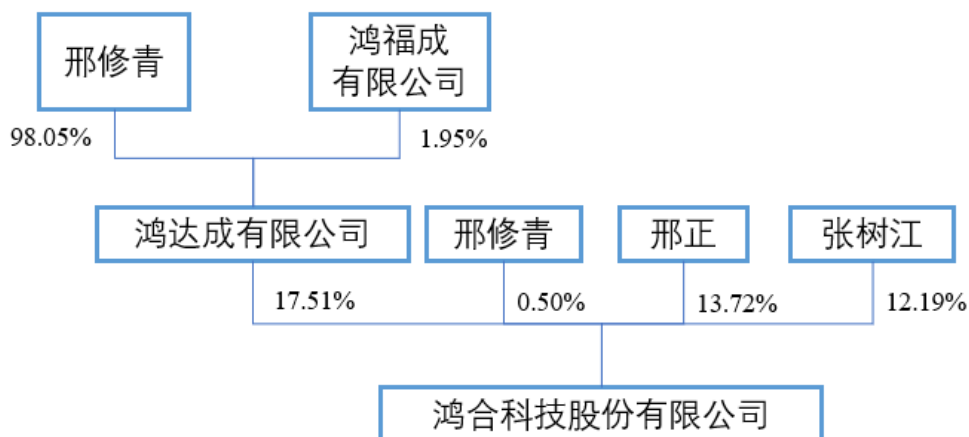 邢修青
鸿福成
有限公司
98.05%
1.95%
鸿达成有限公司
邢修青
邢正
张树江
17.51%
0.50%
13.72%
12.19%
鸿合科技股份有限公司